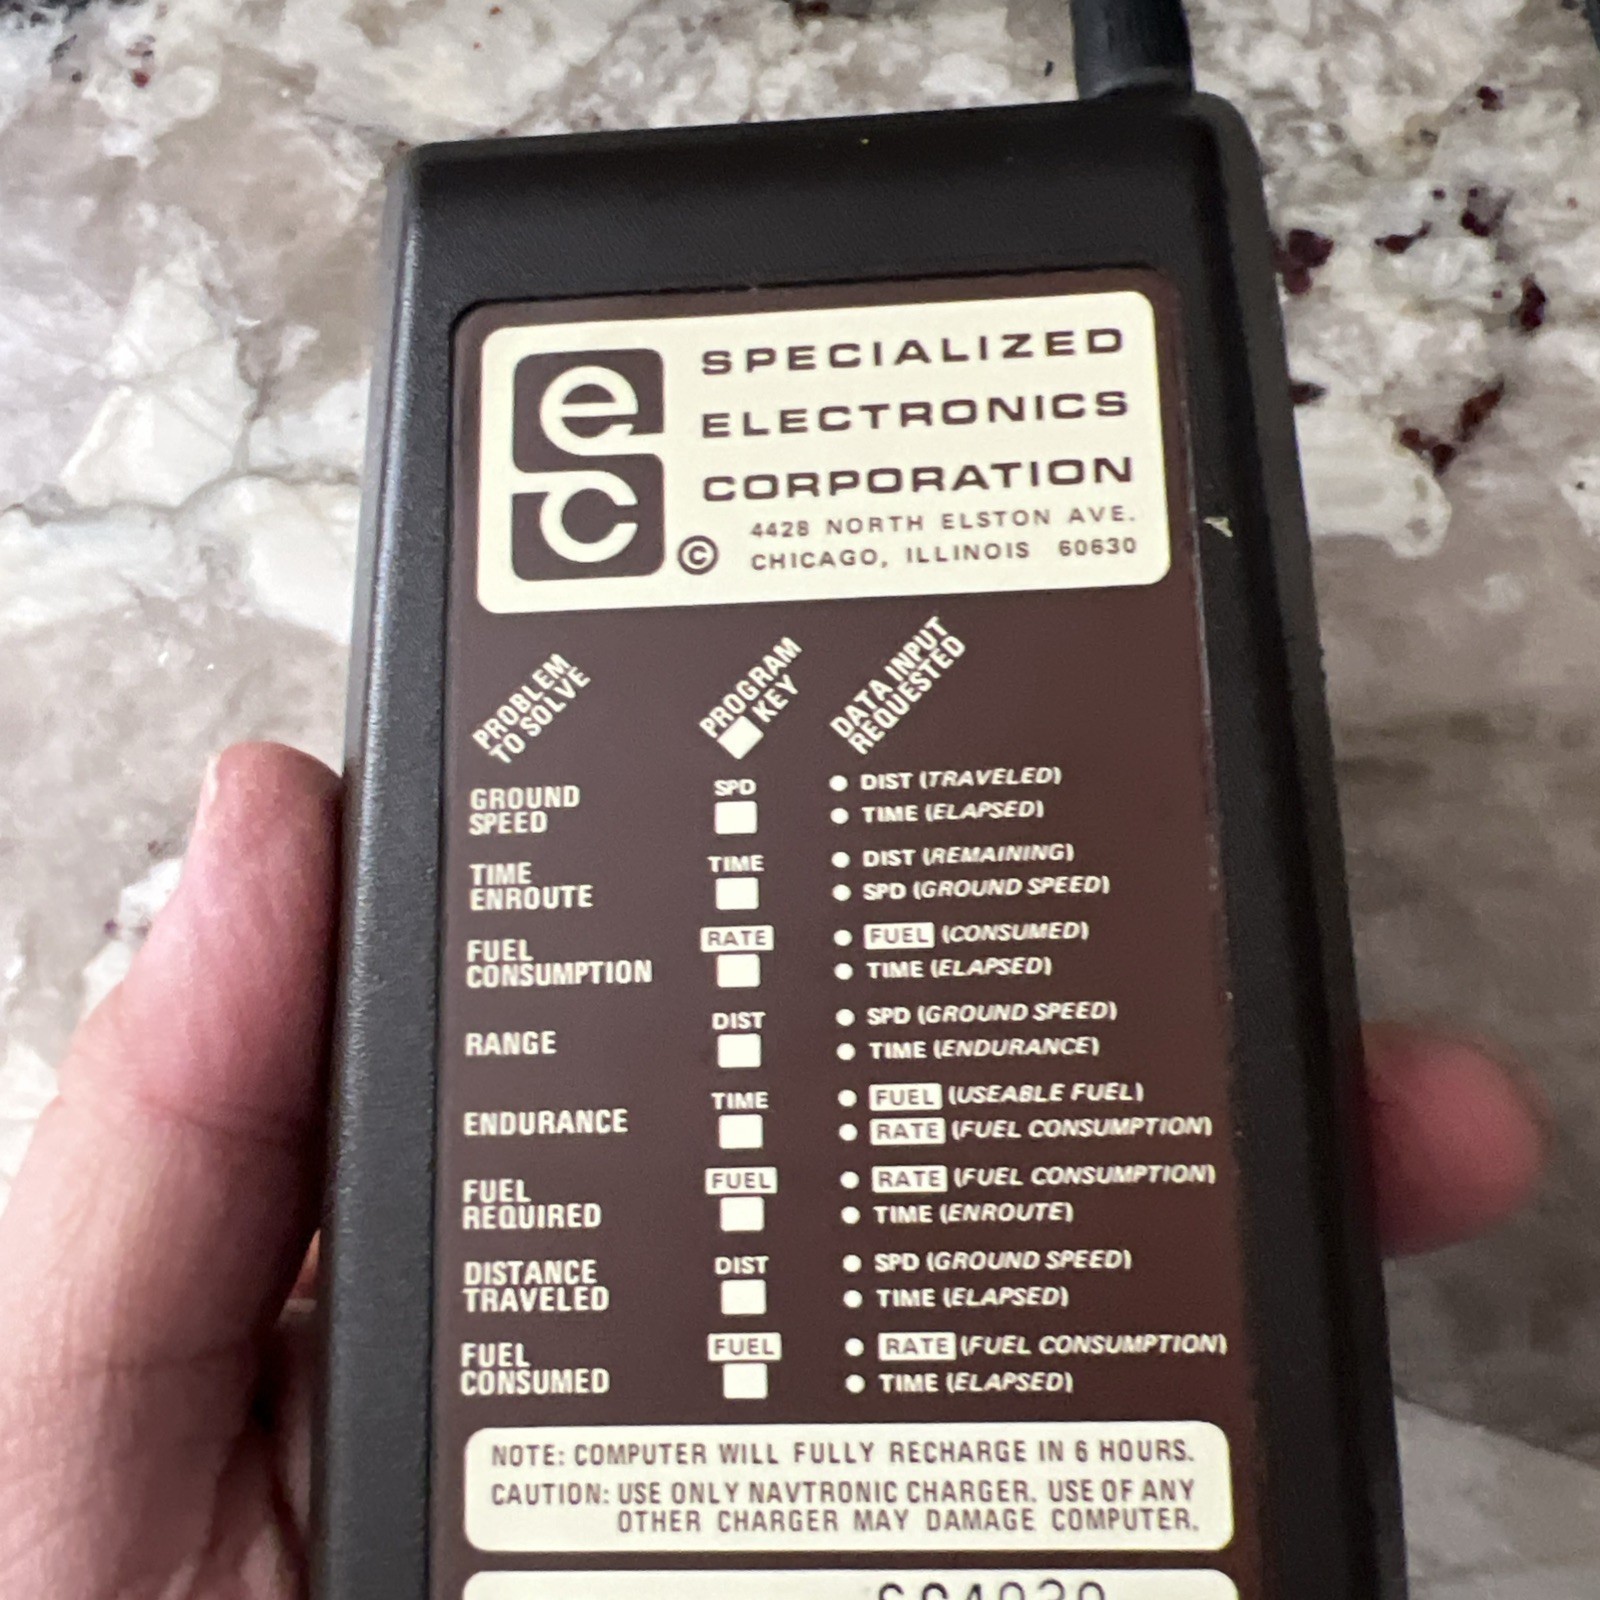 ec
SPECIALIZED
ELECTRONICS
CORPORATION
4428 NORTH ELSTON AVE.
© CHICAGO, ILLINOIS 60630
PROBLEM
TO SOLVE
PROGRAM
KEY
DATA INPUT
REQUESTED
GROUND
SPEED
SPD
• DIST (TRAVELED)
• TIME (ELAPSED)
TIME
ENROUTE
TIME
• DIST (REMAINING)
• SPD (GROUND SPEED)
FUEL
CONSUMPTION
RATE
• FUEL (CONSUMED)
• TIME (ELAPSED)
RANGE
DIST
• SPD (GROUND SPEED)
• TIME (ENDURANCE)
ENDURANCE
TIME
• FUEL (USEABLE FUEL)
• RATE (FUEL CONSUMPTION)
FUEL
REQUIRED
FUEL
• RATE (FUEL CONSUMPTION)
• TIME (ENROUTE)
DISTANCE
TRAVELED
DIST
• SPD (GROUND SPEED)
• TIME (ELAPSED)
FUEL
CONSUMED
FUEL
• RATE (FUEL CONSUMPTION)
• TIME (ELAPSED)
NOTE: COMPUTER WILL FULLY RECHARGE IN 6 HOURS.
CAUTION: USE ONLY NAVTRONIC CHARGER. USE OF ANY
OTHER CHARGER MAY DAMAGE COMPUTER.